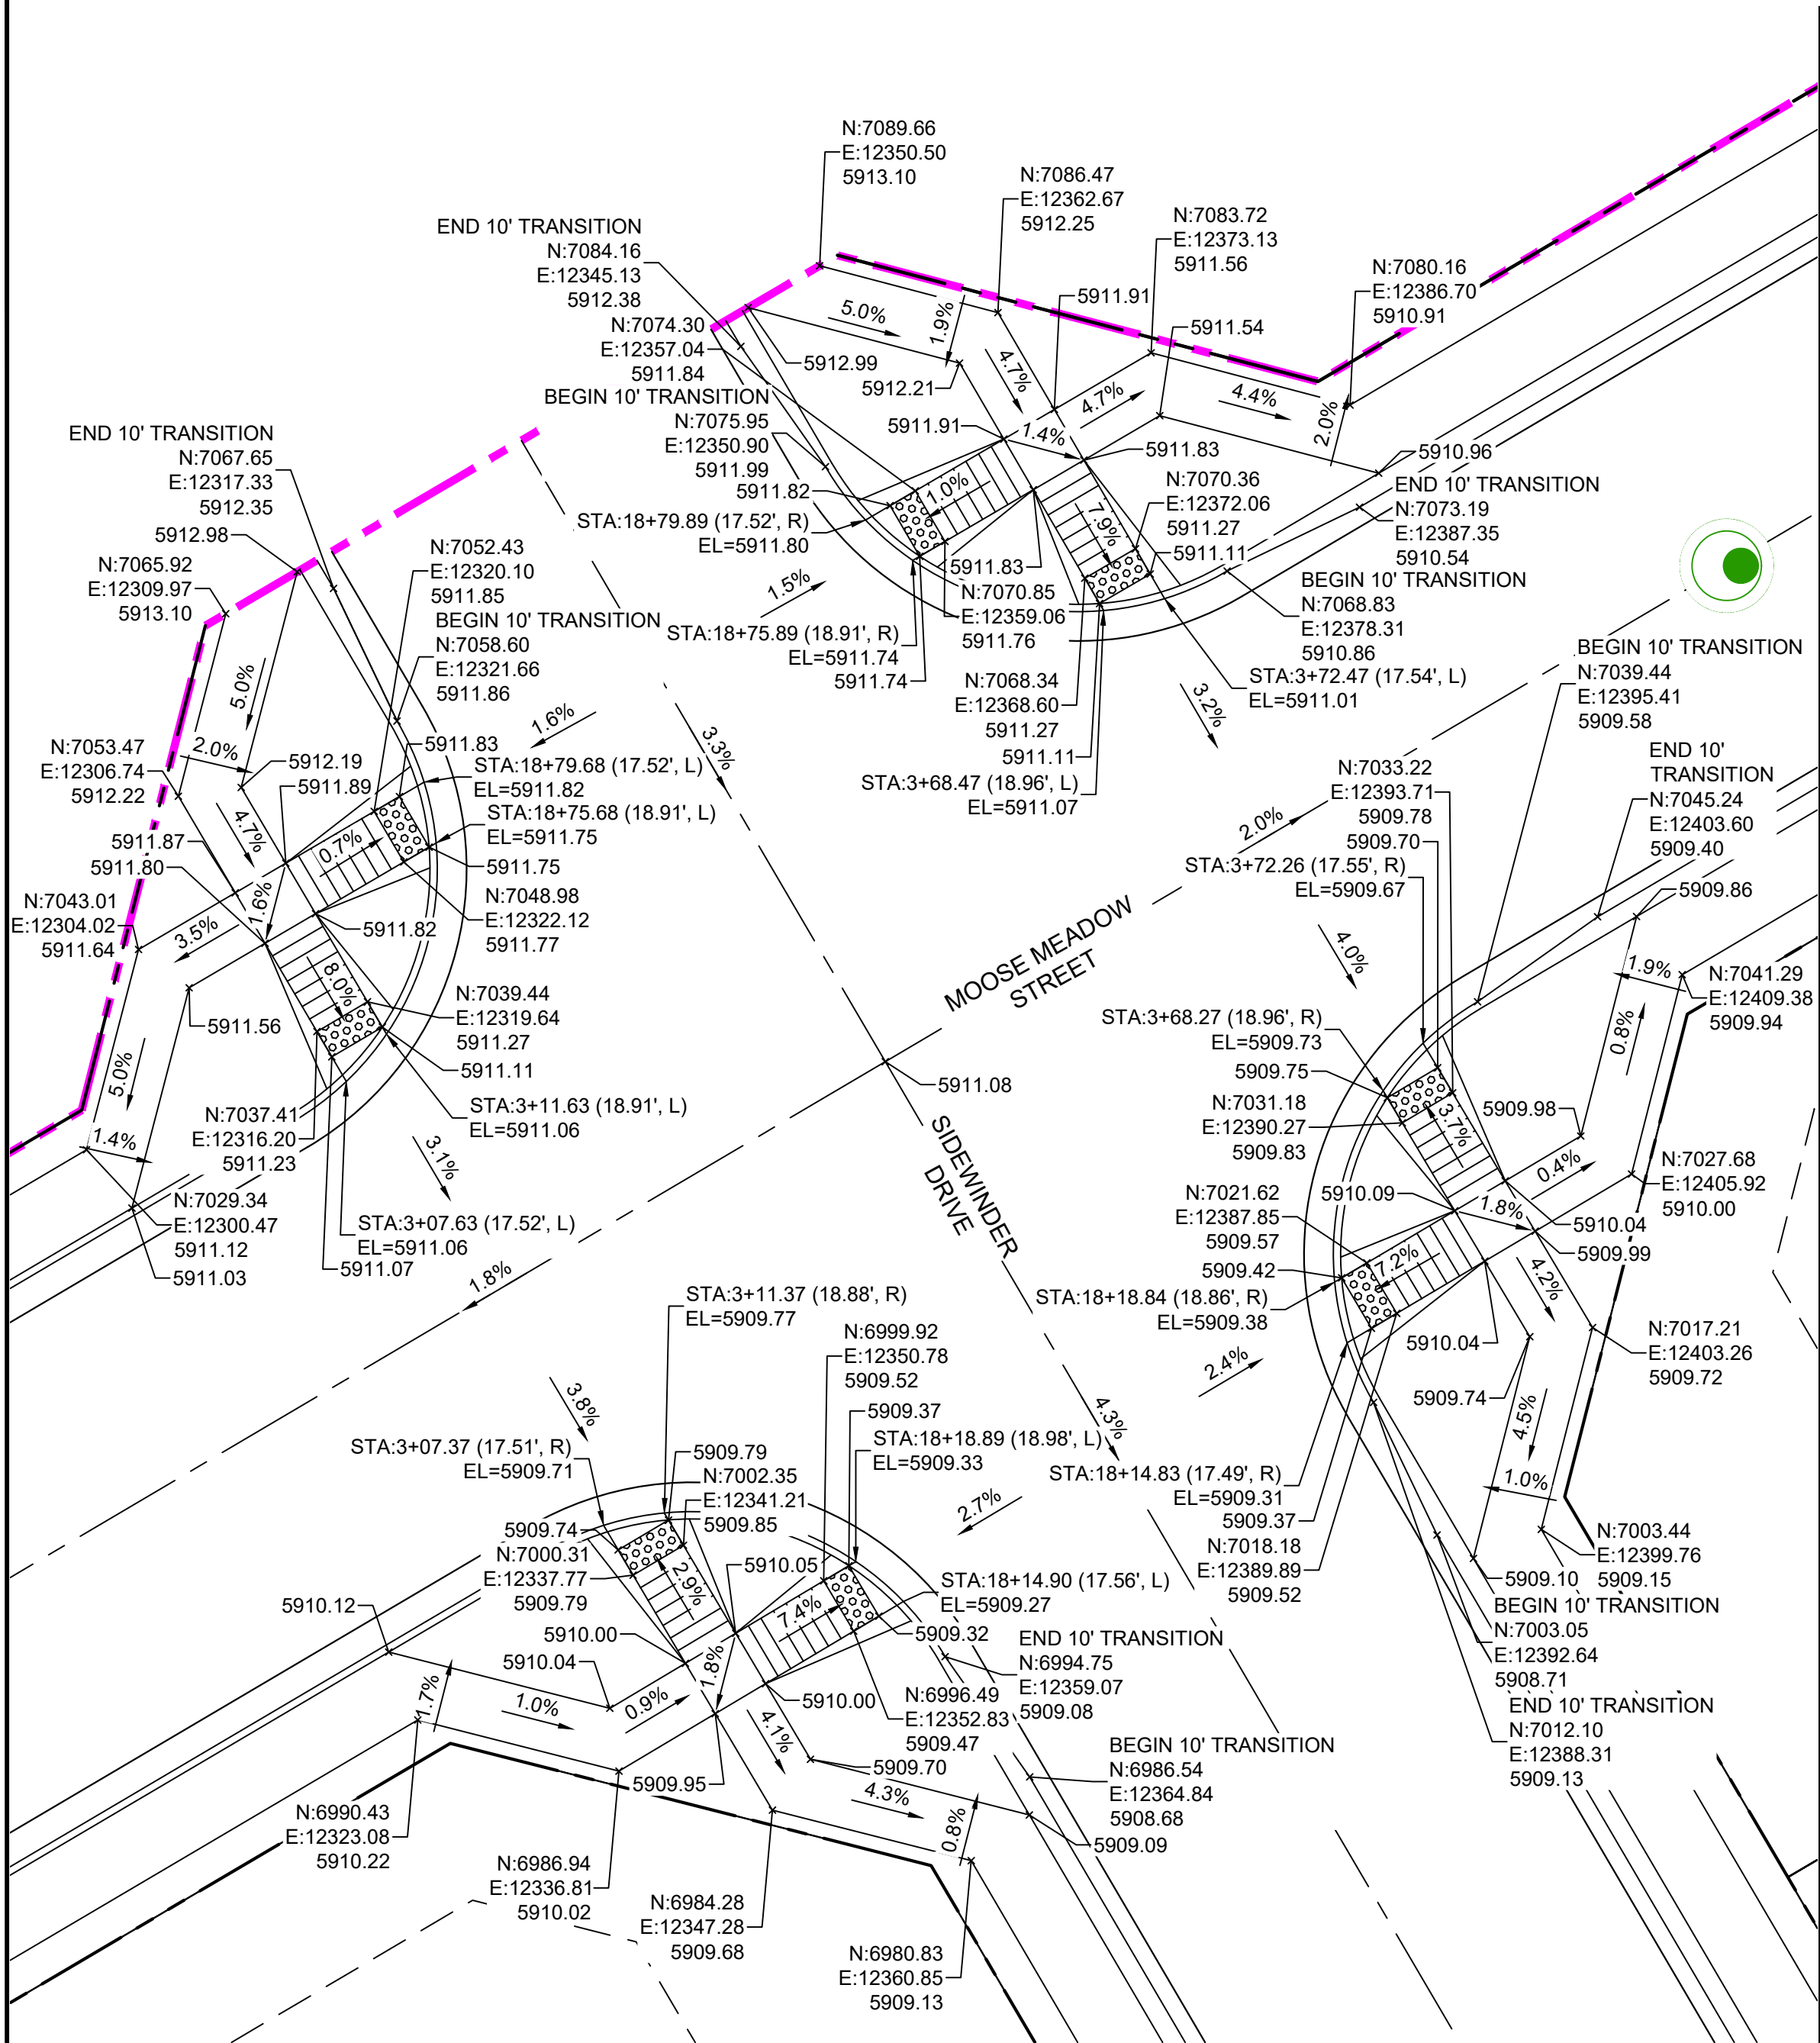 N:7089.66
E:12350.50
5913.10
N:7086.47
E:12362.67
5912.25
N:7083.72
E:12373.13
5911.56
END 10' TRANSITION
N:7084.16
E:12345.13
5912.38
N:7080.16
E:12386.70
5910.91
5911.91
5.0%
1.9%
5911.54
N:7074.30
E:12357.04
5911.84
5912.99
5912.21
4.7%
4.7%
4.4%
2.0%
BEGIN 10' TRANSITION
N:7075.95
E:12350.90
5911.99
5911.91
1.4%
5911.83
5910.96
END 10' TRANSITION
N:7067.65
E:12317.33
5912.35
5911.82
1.0%
N:7070.36
E:12372.06
5911.27
END 10' TRANSITION
N:7073.19
E:12387.35
5910.54
STA:18+79.89 (17.52', R)
EL=5911.80
7.9%
5911.11
5912.98
N:7052.43
E:12320.10
5911.85
5911.83
N:7065.92
E:12309.97
5913.10
1.5%
N:7070.85
E:12359.06
5911.76
BEGIN 10' TRANSITION
N:7068.83
E:12378.31
5910.86
BEGIN 10' TRANSITION
N:7058.60
E:12321.66
5911.86
STA:18+75.89 (18.91', R)
EL=5911.74
5911.74
BEGIN 10' TRANSITION
N:7039.44
E:12395.41
5909.58
5.0%
N:7068.34
E:12368.60
5911.27
5911.11
3.2%
STA:3+72.47 (17.54', L)
EL=5911.01
1.6%
3.3%
N:7053.47
E:12306.74
5912.22
2.0%
5912.19
5911.89
5911.83
STA:18+79.68 (17.52', L)
EL=5911.82
STA:3+68.47 (18.96', L)
EL=5911.07
N:7033.22
E:12393.71
5909.78
5909.70
END 10'
TRANSITION
N:7045.24
E:12403.60
5909.40
STA:18+75.68 (18.91', L)
EL=5911.75
5911.87
5911.80
4.7%
0.7%
5911.75
2.0%
STA:3+72.26 (17.55', R)
EL=5909.67
5909.86
N:7043.01
E:12304.02
5911.64
1.6%
3.5%
5911.82
N:7048.98
E:12322.12
5911.77
MOOSE MEADOW
STREET
4.0%
1.9%
N:7041.29
E:12409.38
5909.94
8.0%
5911.56
N:7039.44
E:12319.64
5911.27
5911.11
STA:3+68.27 (18.96', R)
EL=5909.73
5909.75
0.8%
5.0%
5911.08
1.4%
N:7037.41
E:12316.20
5911.23
STA:3+11.63 (18.91', L)
EL=5911.06
3.1%
N:7031.18
E:12390.27
5909.83
3.7%
5909.98
SIDEWINDER
DRIVE
0.4%
N:7027.68
E:12405.92
5910.00
N:7029.34
E:12300.47
5911.12
5911.03
STA:3+07.63 (17.52', L)
EL=5911.06
5911.07
N:7021.62
E:12387.85
5909.57
5909.42
5910.09
1.8%
5910.04
5909.99
7.2%
4.2%
1.8%
STA:3+11.37 (18.88', R)
EL=5909.77
STA:18+18.84 (18.86', R)
EL=5909.38
5910.04
N:7017.21
E:12403.26
5909.72
N:6999.92
E:12350.78
5909.52
2.4%
5909.74
3.8%
5909.37
4.3%
4.5%
STA:3+07.37 (17.51', R)
EL=5909.71
5909.79
N:7002.35
E:12341.21
5909.85
STA:18+18.89 (18.98', L)
EL=5909.33
STA:18+14.83 (17.49', R)
EL=5909.31
5909.37
1.0%
2.7%
5909.74
N:7000.31
E:12337.77
5909.79
2.9%
5910.05
N:7018.18
E:12389.89
5909.52
N:7003.44
E:12399.76
5909.15
5909.10
5910.12
7.4%
STA:18+14.90 (17.56', L)
EL=5909.27
5909.32
BEGIN 10' TRANSITION
N:7003.05
E:12392.64
5908.71
5910.00
5910.04
1.8%
END 10' TRANSITION
N:6994.75
E:12359.07
5909.08
1.7%
1.0%
0.9%
5910.00
N:6996.49
E:12352.83
5909.47
END 10' TRANSITION
N:7012.10
E:12388.31
5909.13
4.1%
5909.95
5909.70
BEGIN 10' TRANSITION
N:6986.54
E:12364.84
5908.68
4.3%
0.8%
5909.09
N:6990.43
E:12323.08
5910.22
N:6986.94
E:12336.81
5910.02
N:6984.28
E:12347.28
5909.68
N:6980.83
E:12360.85
5909.13